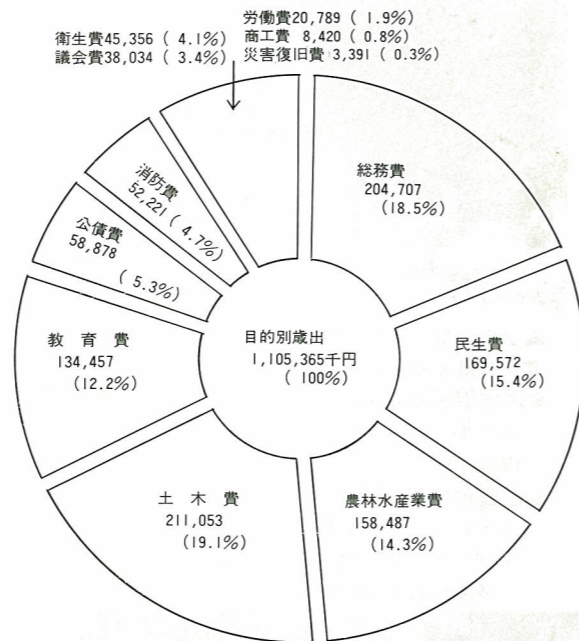 労働費20,789 ( 1.9%)
衛生費45,356 ( 4.1%) 商工費 8,420 ( 0.8%)
議会費38,034 ( 3.4%) 災害復旧費 3,391 ( 0.3%)
総務費
204,707
(18.5%)
民生費
169,572
(15.4%)
農林水産業費
158,487
(14.3%)
土木費
211,053
(19.1%)
教育費
134,457
(12.2%)
公債費
58,878
( 5.3%)
消防費
52,221 ( 4.7%)
目的別歳出
1,105,365千円
( 100%)